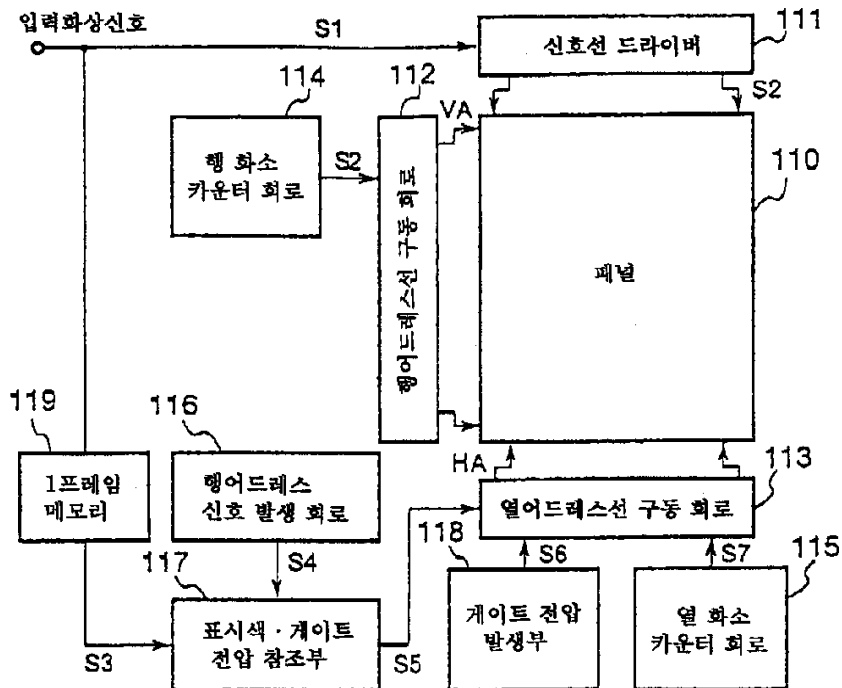 입력화상신호
S1
신호선 드라이버
111
S2
114
112
VA
행 화소
카운터 회로
S2
행어드레스선 구동 회로
110
패널
119
116
1프레임
메모리
행어드레스
신호 발생 회로
HA
113
열어드레스선 구동 회로
117
S4
118
S6
S7
115
표시색 · 게이트
전압 참조부
S3
S5
게이트 전압
발생부
열 화소
카운터 회로